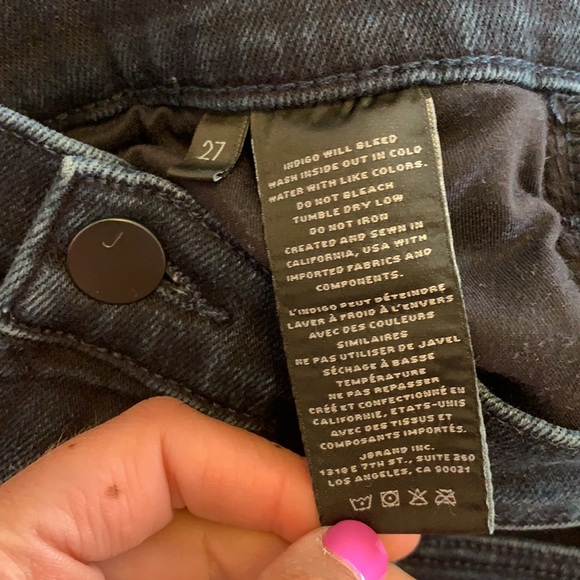 27
INDIGO WILL BLEED
WASH INSIDE OUT IN COLD
WATER WITH LIKE COLORS.
DO NOT BLEACH
TUMBLE DRY LOW
DO NOT IRON
CREATED AND SEWN IN
CALIFORNIA, USA WITH
IMPORTED FABRICS AND
COMPONENTS.
L'INDIGO PEUT DÉTEINDRE
LAVER À FROID À L'ENVERS
AVEC DES COULEURS
SIMILAIRES
NE PAS UTILISER DE JAVEL
SÉCHAGE À BASSE
TEMPÉRATURE
NE PAS REPASSER
CRÉÉ ET CONFECTIONNÉ EN
CALIFORNIE, ETATS-UNIS
AVEC DES TISSUS ET
COMPOSANTS IMPORTÉS.
JBRAND INC.
1318 E 7TH ST., SUITE 260
LOS ANGELES, CA 90021